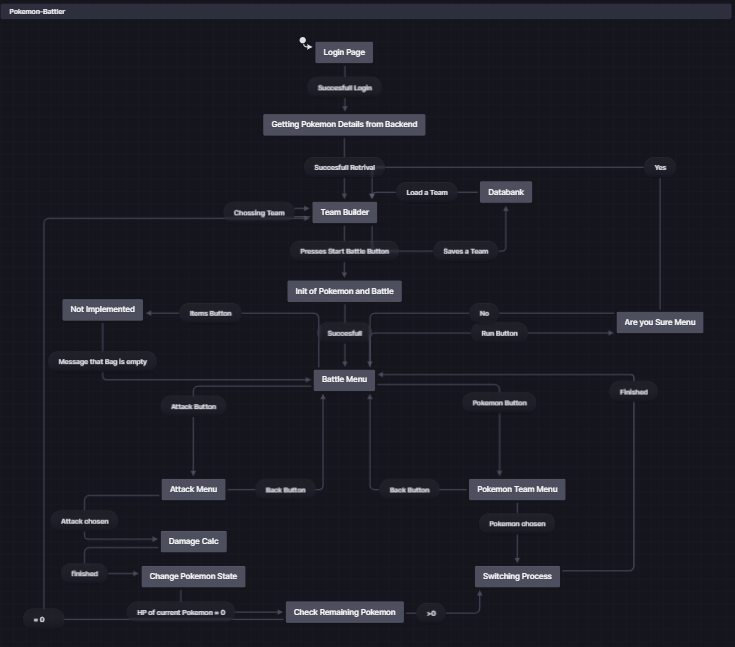 Pokemon-Battler
Login Page
Succesfull Login
Getting Pokemon Details from Backend
Succesfull Retrival
Yes
Load a Team
Databank
Chossing Team
Team Builder
Presses Start Battle Button
Saves a Team
Init of Pokemon and Battle
Not Implemented
Items Button
No
Are you Sure Menu
Succesfull
Run Button
Message that Bag is empty
Battle Menu
Finished
Attack Button
Pokemon Button
Attack Menu
Back Button
Back Button
Pokemon Team Menu
Attack chosen
Pokemon chosen
Damage Calc
finished
Change Pokemon State
Switching Process
HP of current Pokemon = 0
Check Remaining Pokemon
>0
= 0